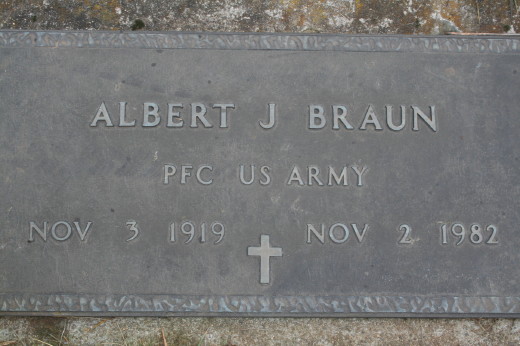 ALBERT J BRAUN
PFC US ARMY
NOV 3 1919 NOV 2 1982